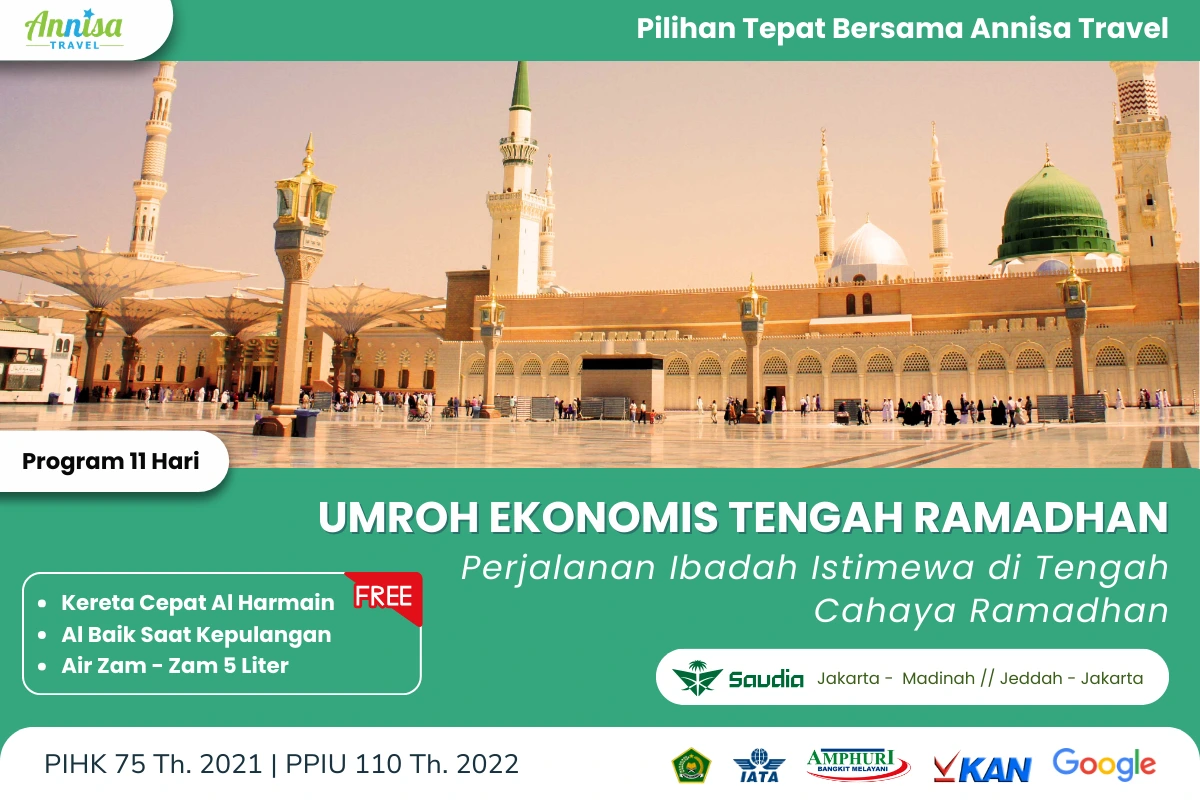 Annisa
TRAVEL
Pilihan Tepat Bersama Annisa Travel
Program 11 Hari
UMROH EKONOMIS TENGAH RAMADHAN
Perjalanan Ibadah Istimewa di Tengah
Cahaya Ramadhan
FREE
• Kereta Cepat Al Harmain
• Al Baik Saat Kepulangan
• Air Zam - Zam 5 Liter
Saudia Jakarta - Madinah // Jeddah - Jakarta
PIHK 75 Th. 2021 | PPIU 110 Th. 2022
IATA
AMPHURI
BANGKIT MELAYANI
KAN
Google